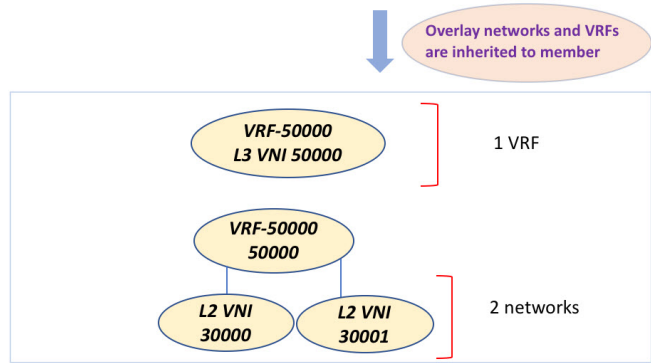 Overlay networks and VRFs
are inherited to member
VRF-50000
L3 VNI 50000
1 VRF
VRF-50000
50000
L2 VNI
30000
L2 VNI
30001
2 networks